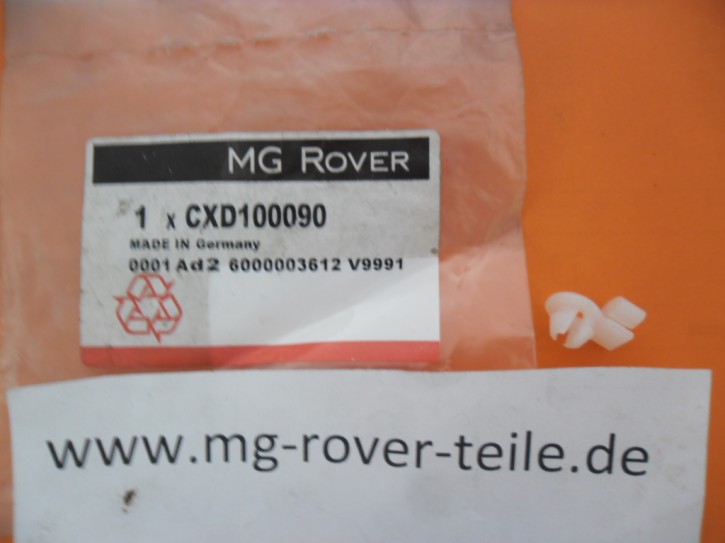 MG ROVER
1 x CXD100090
MADE IN Germany
0001 Ad2 6000003612 V9991
www.mg-rover-teile.de